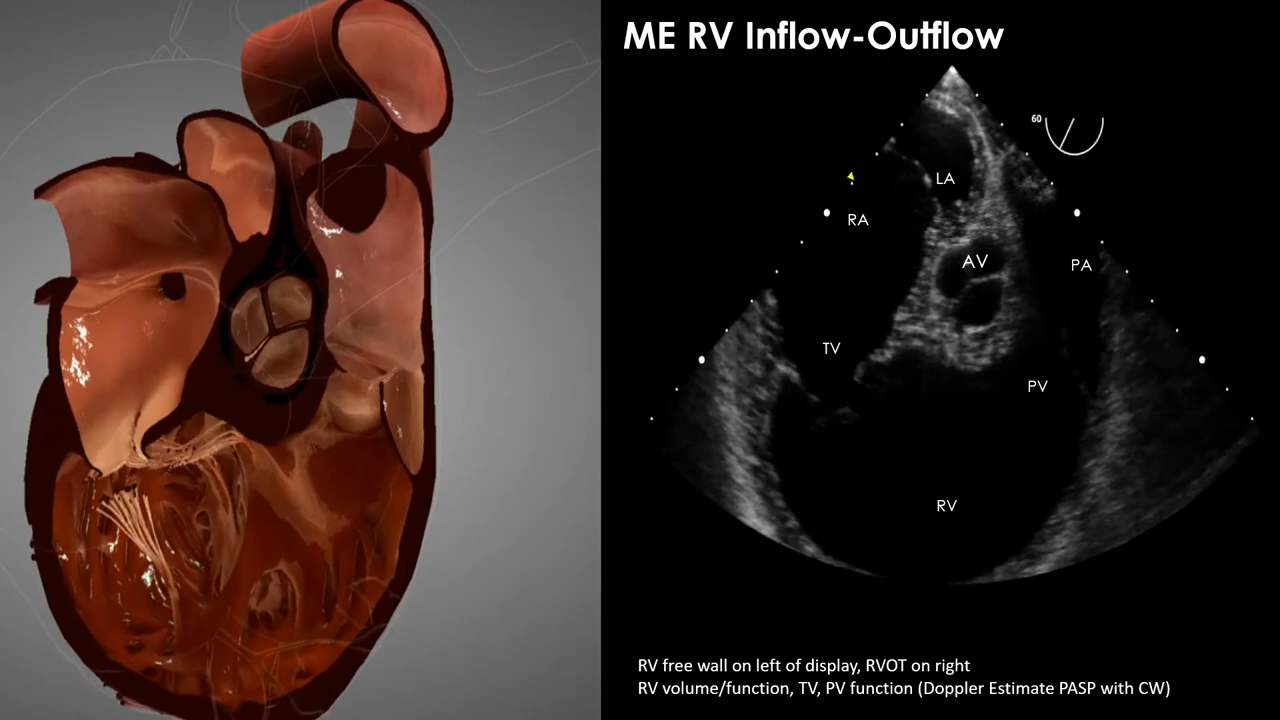 ME RV Inflow-Outflow
60
LA
RA
AV
PA
TV
PV
RV
RV free wall on left of display, RVOT on right
RV volume/function, TV, PV function (Doppler Estimate PASP with CW)